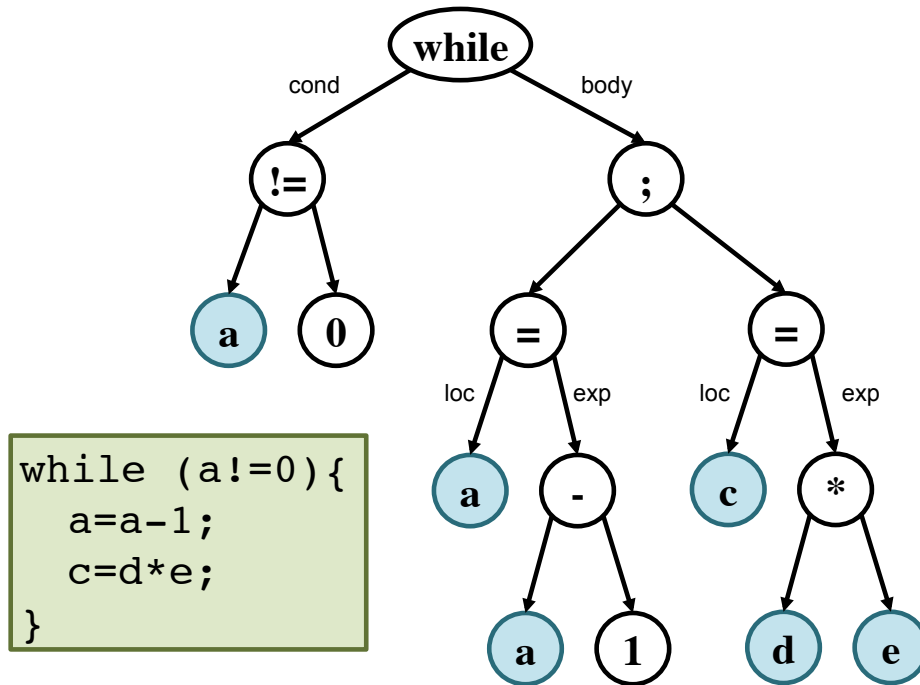 while
cond body
!= ;
a 0 = =
loc exp loc exp
a - c *
a 1 d e
while (a!=0){
  a=a-1;
  c=d*e;
}